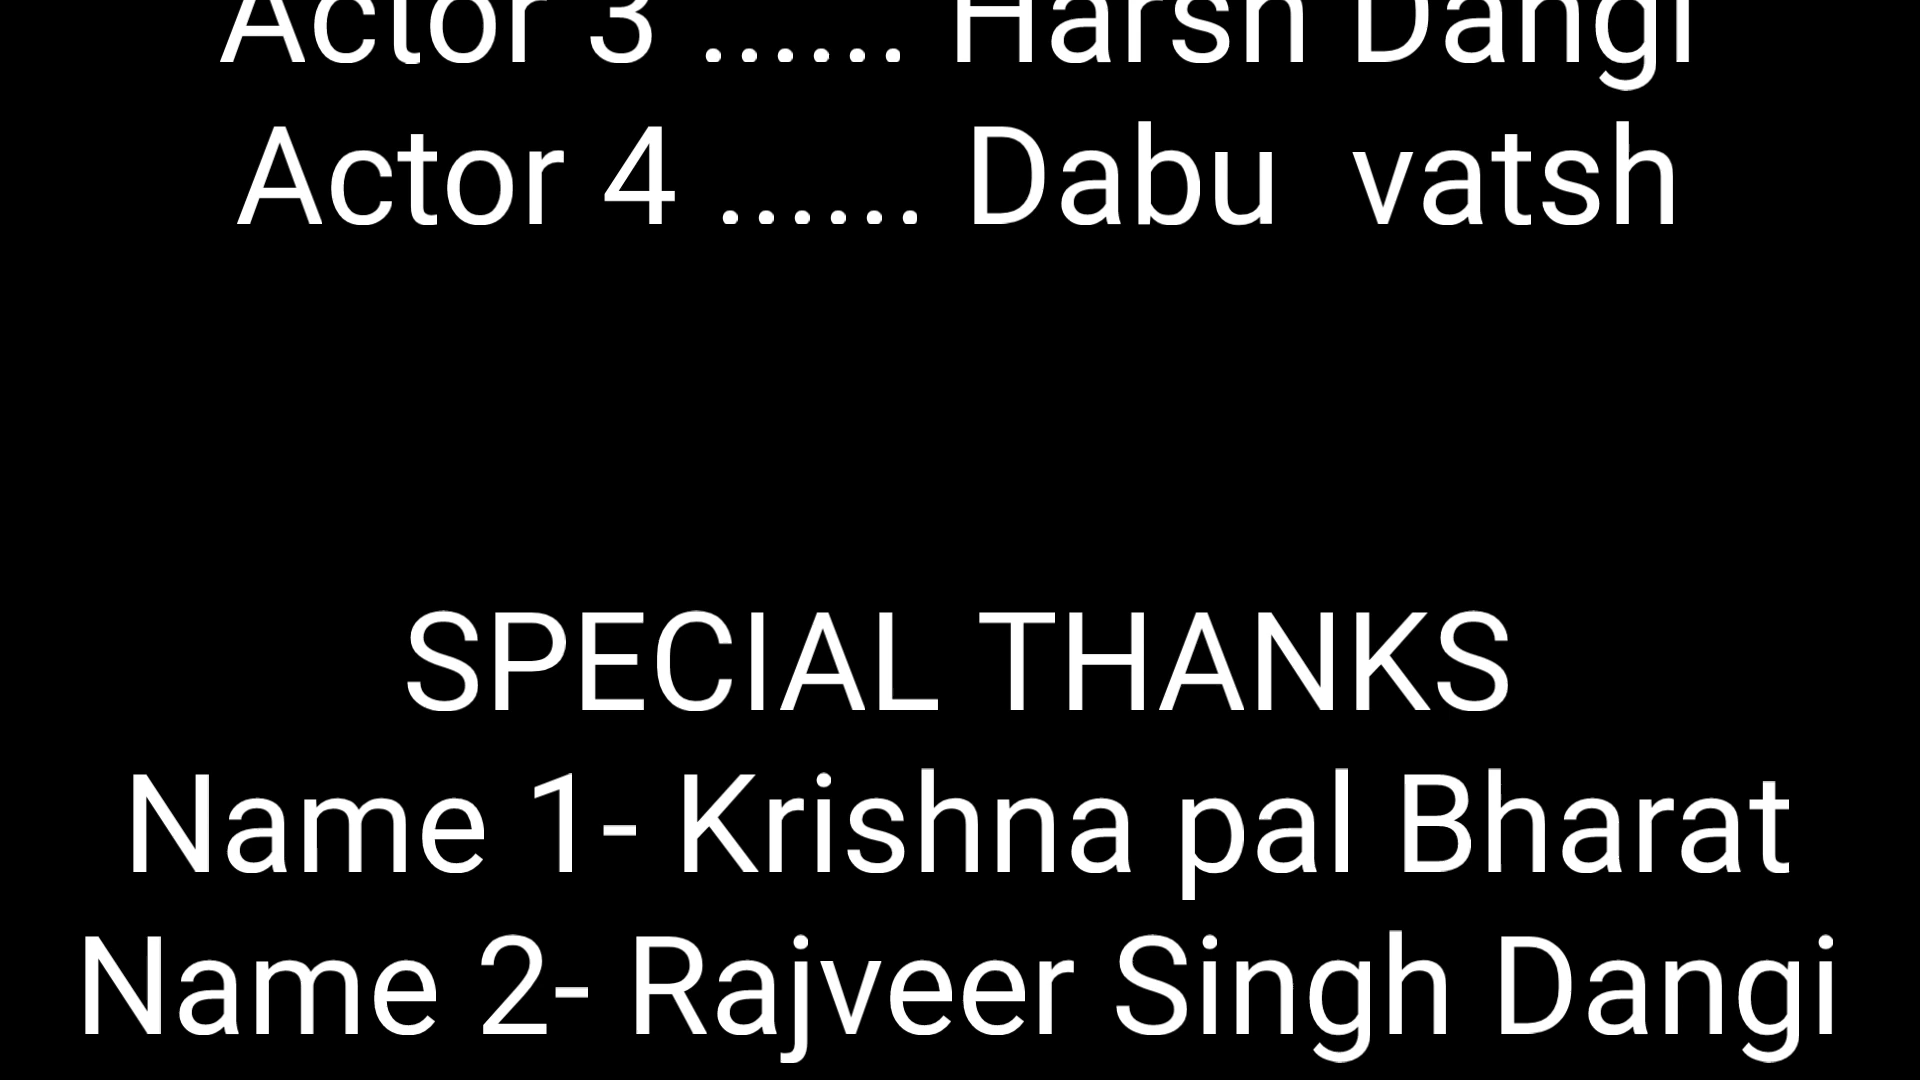 Actor 3 ...... Harsh Dangi
Actor 4 ...... Dabu  vatsh
SPECIAL THANKS
Name 1- Krishna pal Bharat
Name 2- Rajveer Singh Dangi